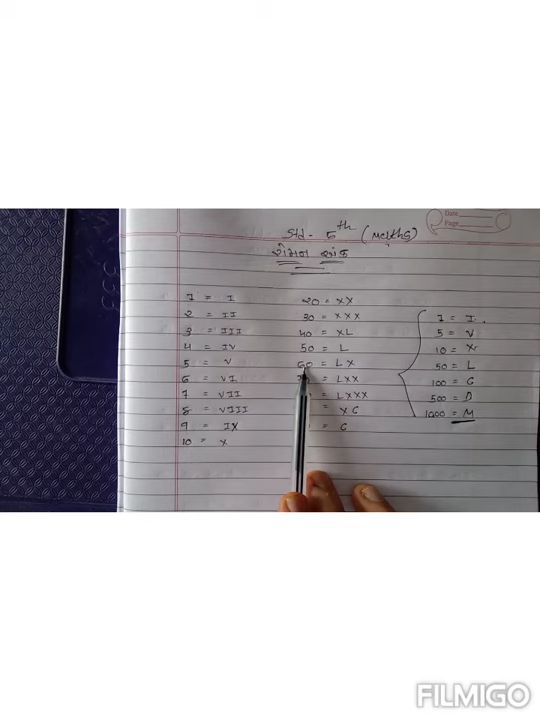 Date
Page
Std - 5th (Maths)
રોમન અંક
1 = I
2 = II
3 = III
4 = IV
5 = V
6 = VI
7 = VII
8 = VIII
9 = IX
10 = X
20 = XX
30 = XXX
40 = XL
50 = L
60 = LX
= LXX
= LXXX
= XC
= C
1 = I
5 = V
10 = X
50 = L
100 = C
500 = D
1000 = M
FILMIGO